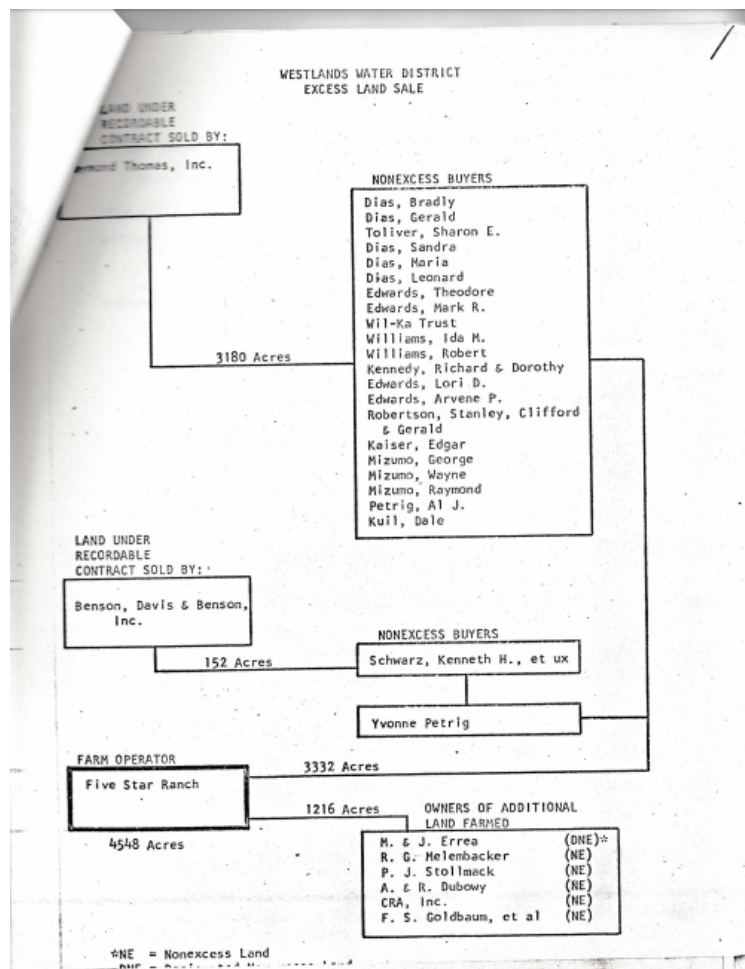 WESTLANDS WATER DISTRICT
EXCESS LAND SALE
LAND UNDER
RECORDABLE
CONTRACT SOLD BY:
Thomas, Inc.
NONEXCESS BUYERS
Dias, Bradly
Dias, Gerald
Toliver, Sharon E.
Dias, Sandra
Dias, Maria
Dias, Leonard
Edwards, Theodore
Edwards, Mark R.
Wil-Ka Trust
Williams, Ida M.
Williams, Robert
Kennedy, Richard & Dorothy
Edwards, Lori D.
Edwards, Arvene P.
Robertson, Stanley, Clifford
& Gerald
Kaiser, Edgar
Mizumo, George
Mizumo, Wayne
Mizumo, Raymond
Petrig, Al J.
Kuil, Dale
3180 Acres
LAND UNDER
RECORDABLE
CONTRACT SOLD BY:
Benson, Davis & Benson,
Inc.
152 Acres
NONEXCESS BUYERS
Schwarz, Kenneth H., et ux
Yvonne Petrig
FARM OPERATOR
Five Star Ranch
4548 Acres
3332 Acres
1216 Acres
OWNERS OF ADDITIONAL
LAND FARMED
M. & J. Errea (DNE)*
R. G. Melembacker (NE)
P. J. Stollmack (NE)
A. & R. Dubowy (NE)
CRA, Inc. (NE)
F. S. Goldbaum, et al (NE)
*NE = Nonexcess Land